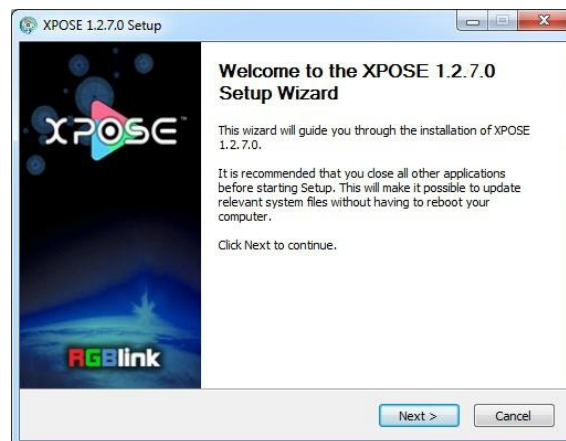 XPOSE 1.2.7.0 Setup
XPOSE™
RGBlink
Welcome to the XPOSE 1.2.7.0
Setup Wizard
This wizard will guide you through the installation of XPOSE
1.2.7.0.
It is recommended that you close all other applications
before starting Setup. This will make it possible to update
relevant system files without having to reboot your
computer.
Click Next to continue.
Next >
Cancel